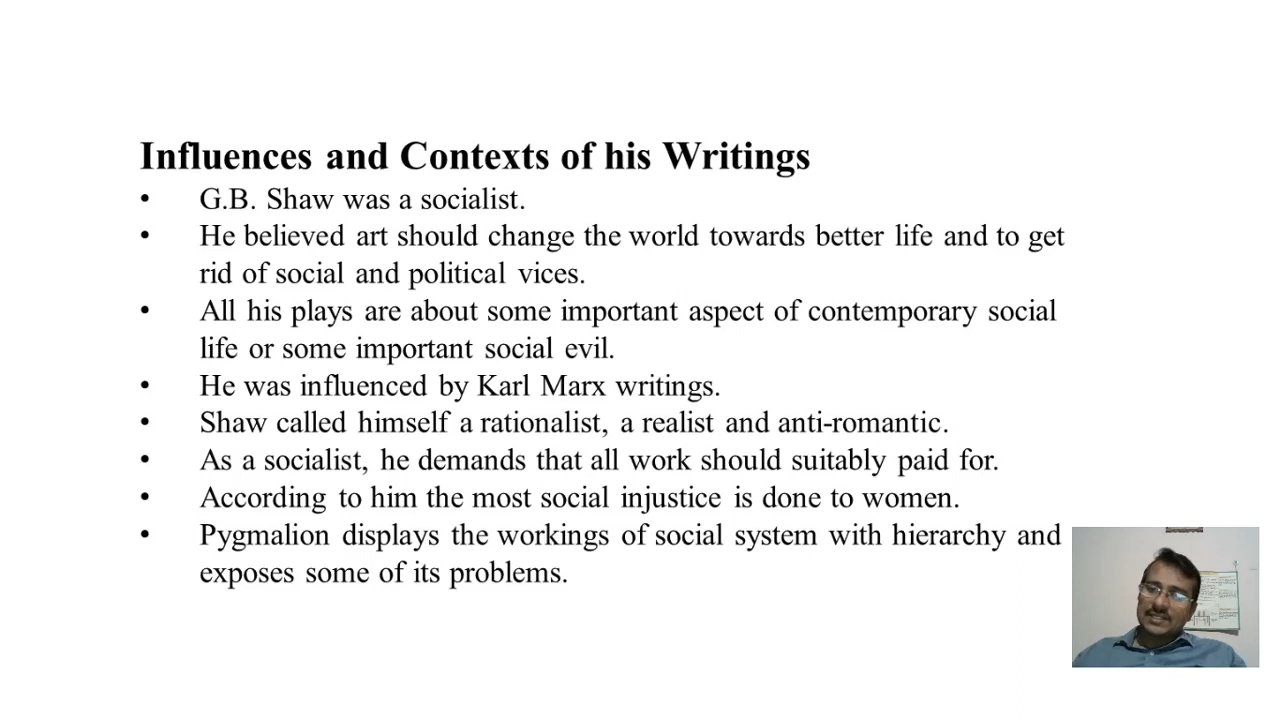 Influences and Contexts of his Writings
• G.B. Shaw was a socialist.
• He believed art should change the world towards better life and to get
rid of social and political vices.
• All his plays are about some important aspect of contemporary social
life or some important social evil.
• He was influenced by Karl Marx writings.
• Shaw called himself a rationalist, a realist and anti-romantic.
• As a socialist, he demands that all work should suitably paid for.
• According to him the most social injustice is done to women.
• Pygmalion displays the workings of social system with hierarchy and
exposes some of its problems.